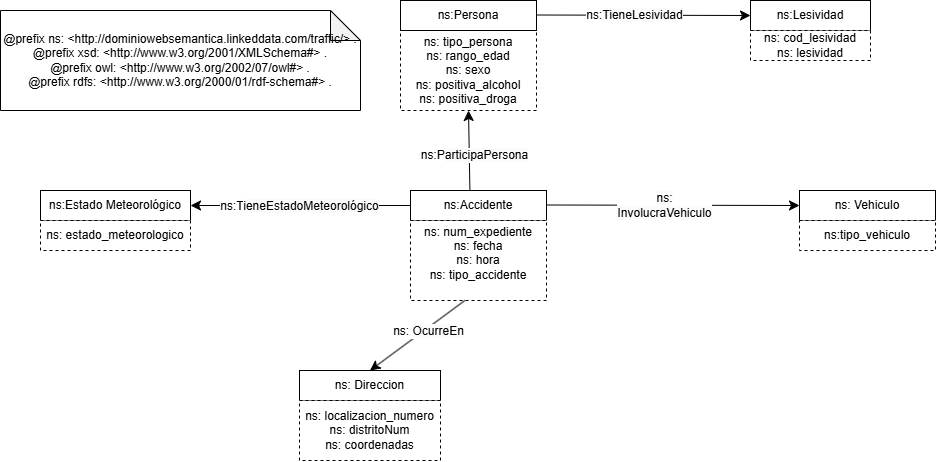 @prefix ns: <http://dominiowebsemantica.linkeddata.com/traffic/> .
@prefix xsd: <http://www.w3.org/2001/XMLSchema#> .
@prefix owl: <http://www.w3.org/2002/07/owl#> .
@prefix rdfs: <http://www.w3.org/2000/01/rdf-schema#> .
ns:Persona
ns: tipo_persona
ns: rango_edad
ns: sexo
ns: positiva_alcohol
ns: positiva_droga
ns:TieneLesividad
ns:Lesividad
ns: cod_lesividad
ns: lesividad
ns:ParticipaPersona
ns:Estado Meteorológico
ns: estado_meteorologico
ns:TieneEstadoMeteorológico
ns:Accidente
ns: num_expediente
ns: fecha
ns: hora
ns: tipo_accidente
ns:
InvolucraVehiculo
ns: Vehiculo
ns:tipo_vehiculo
ns: OcurreEn
ns: Direccion
ns: localizacion_numero
ns: distritoNum
ns: coordenadas